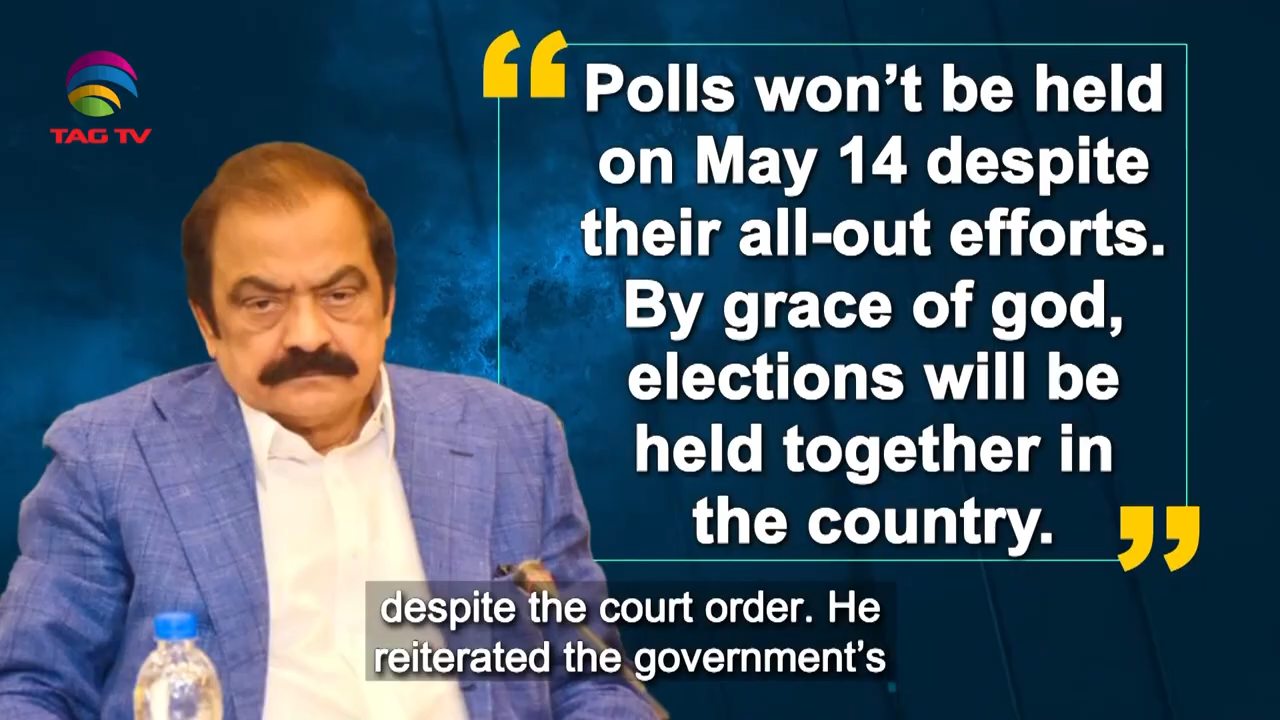 TAG TV
“
Polls won’t be held
on May 14 despite
their all-out efforts.
By grace of god,
elections will be
held together in
the country.
”
despite the court order. He
reiterated the government’s